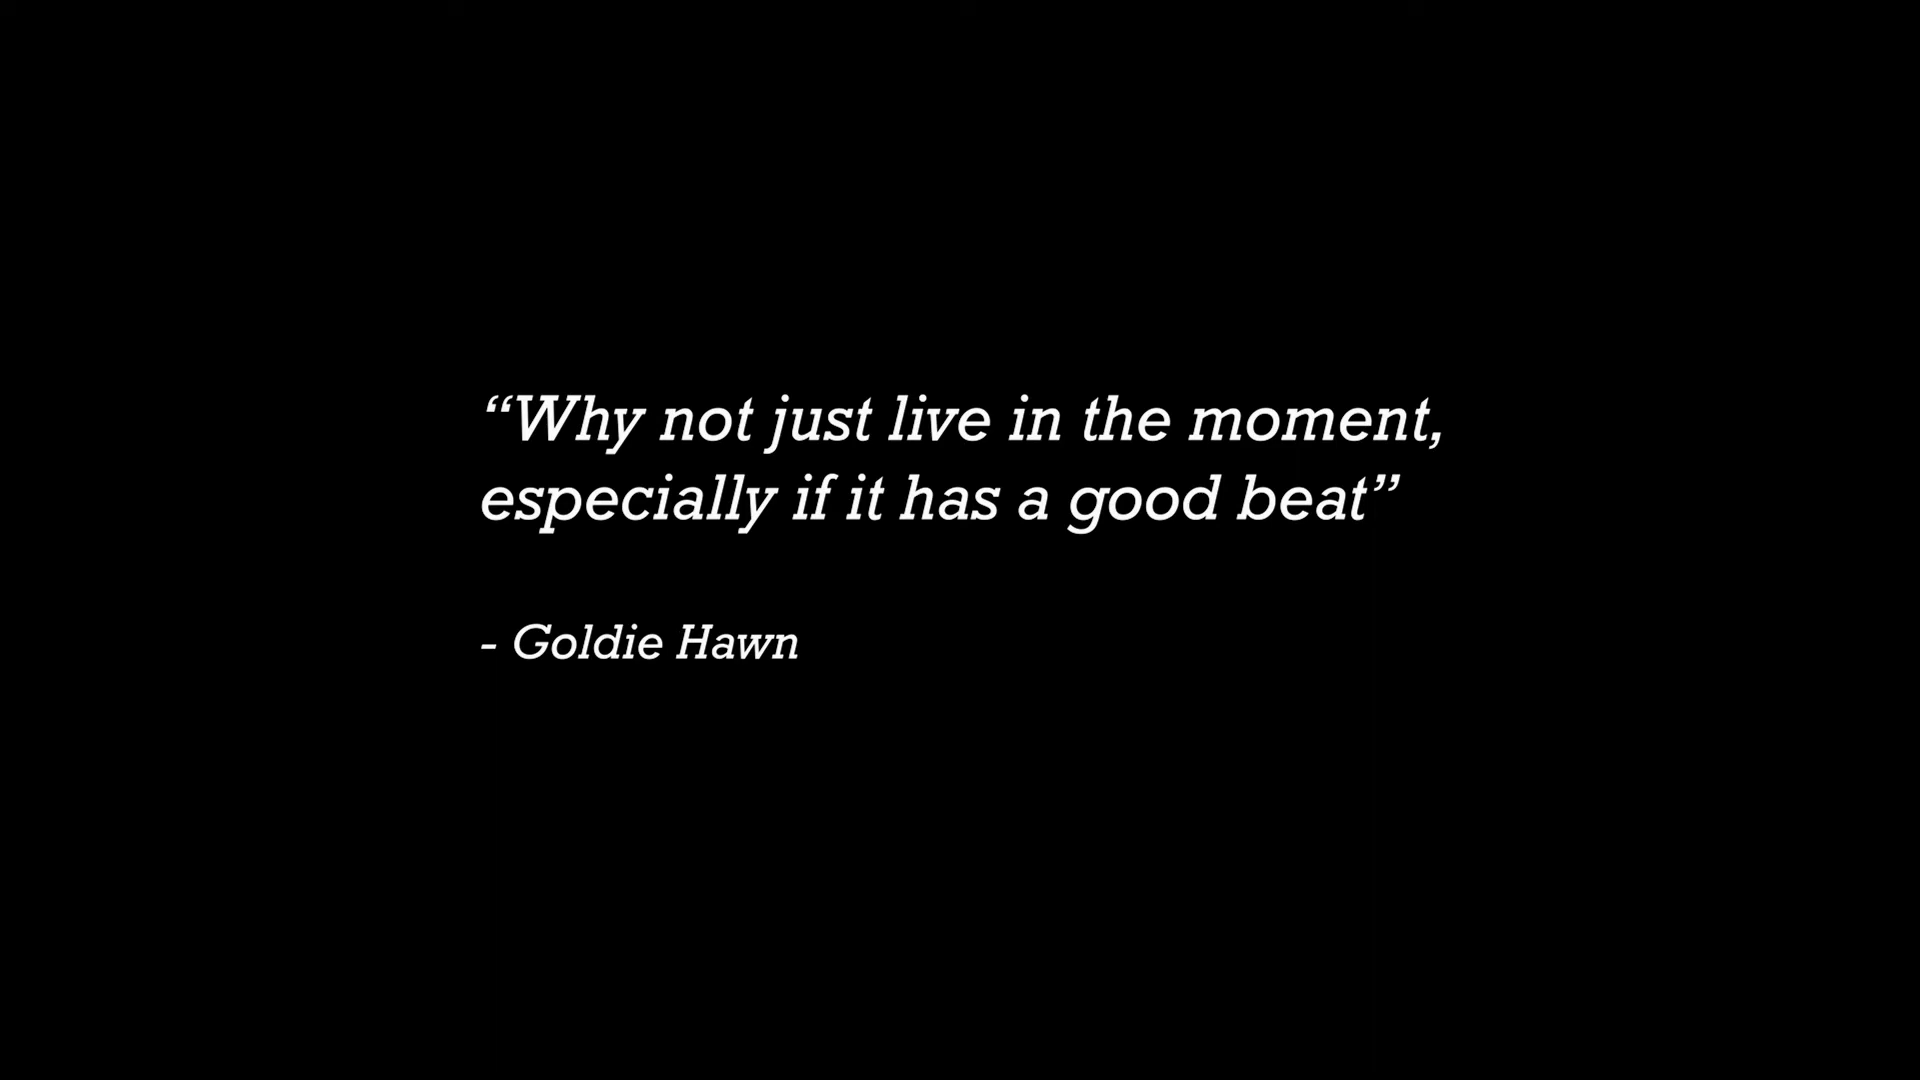 “Why not just live in the moment,
especially if it has a good beat”
- Goldie Hawn